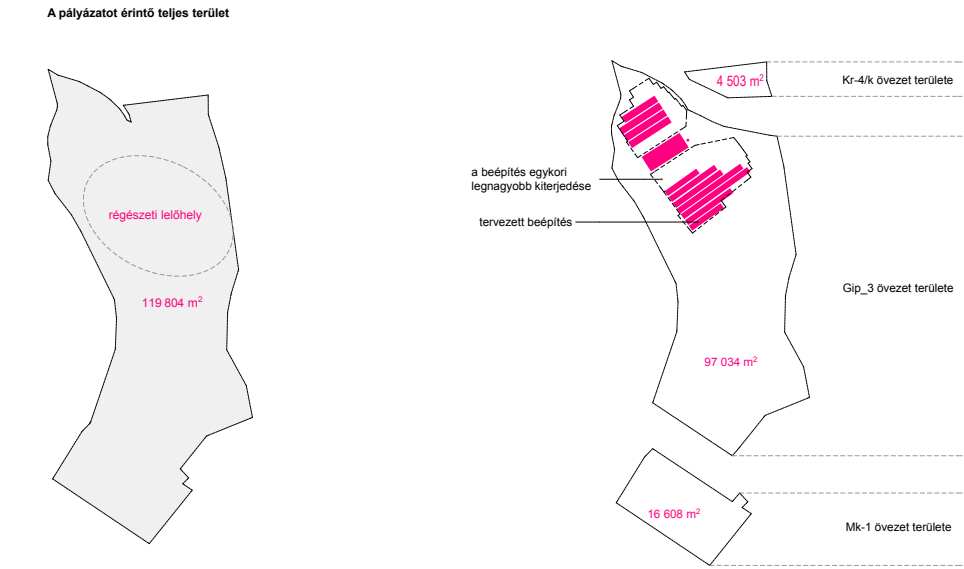 A pályázatot érintő teljes terület
régészeti lelőhely
119 804 m²
4 503 m²
Kr-4/k övezet területe
a beépítés egykori
legnagyobb kiterjedése
tervezett beépítés
Gip_3 övezet területe
97 034 m²
16 608 m²
Mk-1 övezet területe